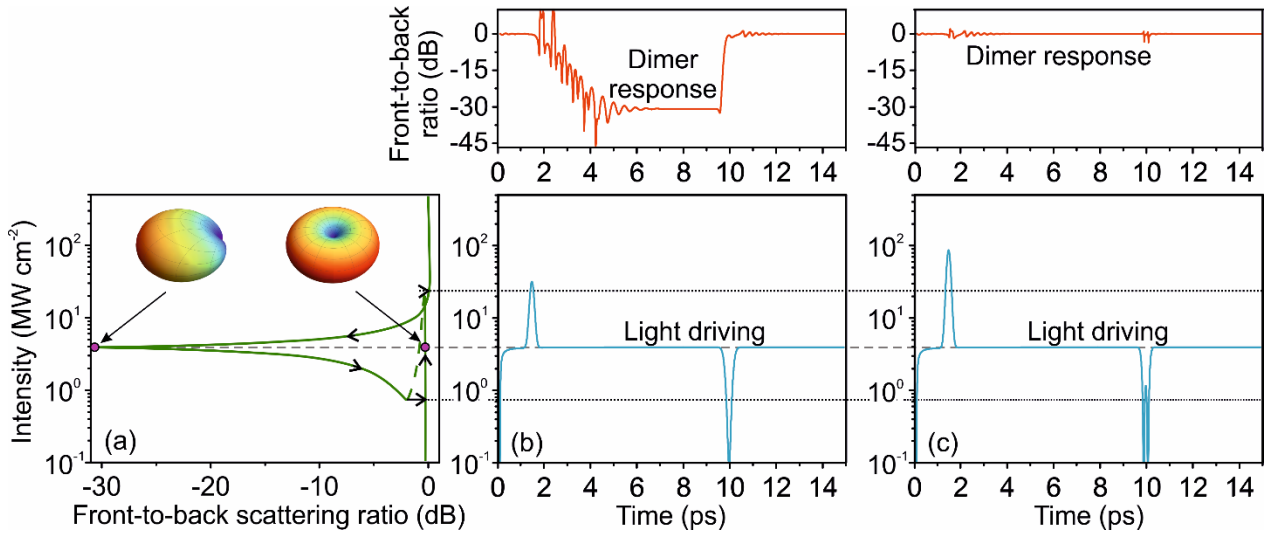 Front-to-back
ratio (dB)
0
-15
-30
-45
Dimer
response
0 2 4 6 8 10 12 14
0
-15
-30
-45
Dimer response
0 2 4 6 8 10 12 14
Intensity (MW cm-2)
10²
10¹
10⁰
10⁻¹
(a)
-30 -20 -10 0
Front-to-back scattering ratio (dB)
10²
10¹
10⁰
10⁻¹
Light driving
(b)
0 2 4 6 8 10 12 14
Time (ps)
10²
10¹
10⁰
10⁻¹
Light driving
(c)
0 2 4 6 8 10 12 14
Time (ps)